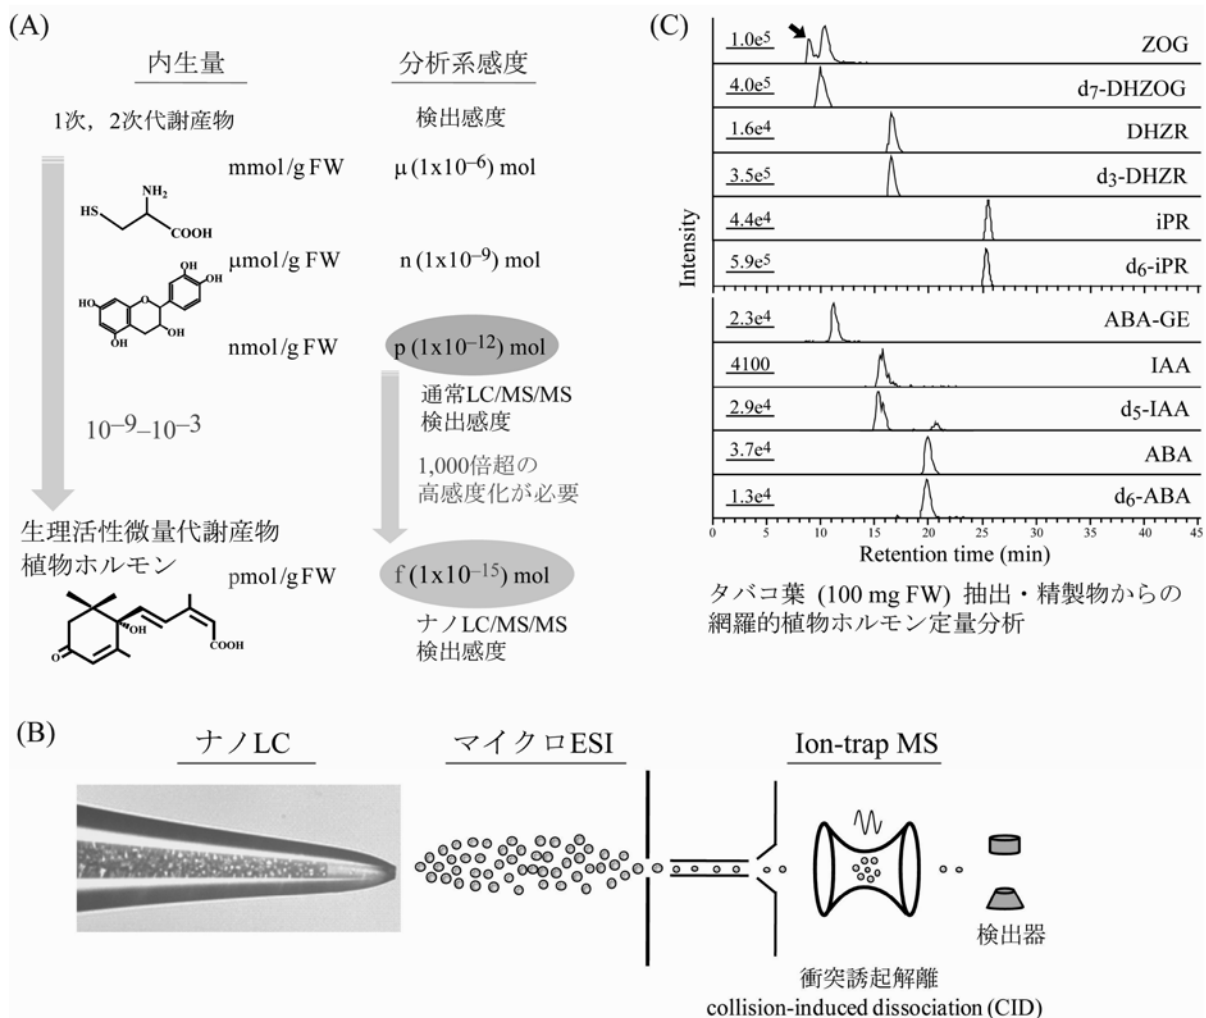 (A)
内生量
分析系感度
1次，2次代謝産物
検出感度
mmol/g FW
μ (1x10⁻⁶) mol
NH₂
HS
COOH
μmol/g FW
n (1x10⁻⁹) mol
OH
OH
HO
O
OH
OH
nmol/g FW
p (1x10⁻¹²) mol
通常LC/MS/MS
検出感度
10⁻⁹–10⁻³
1,000倍超の
高感度化が必要
生理活性微量代謝産物
植物ホルモン
pmol/g FW
f (1x10⁻¹⁵) mol
OH
COOH
O
ナノLC/MS/MS
検出感度
(C)
Intensity
1.0e⁵ ZOG
4.0e⁵ d₇-DHZOG
1.6e⁴ DHZR
3.5e⁵ d₃-DHZR
4.4e⁴ iPR
5.9e⁵ d₆-iPR
2.3e⁴ ABA-GE
4100 IAA
2.9e⁴ d₅-IAA
3.7e⁴ ABA
1.3e⁴ d₆-ABA
0 5 10 15 20 25 30 35 40 45
Retention time (min)
タバコ葉 (100 mg FW) 抽出・精製物からの
網羅的植物ホルモン定量分析
(B)
ナノLC
マイクロESI
Ion-trap MS
検出器
衝突誘起解離
collision-induced dissociation (CID)